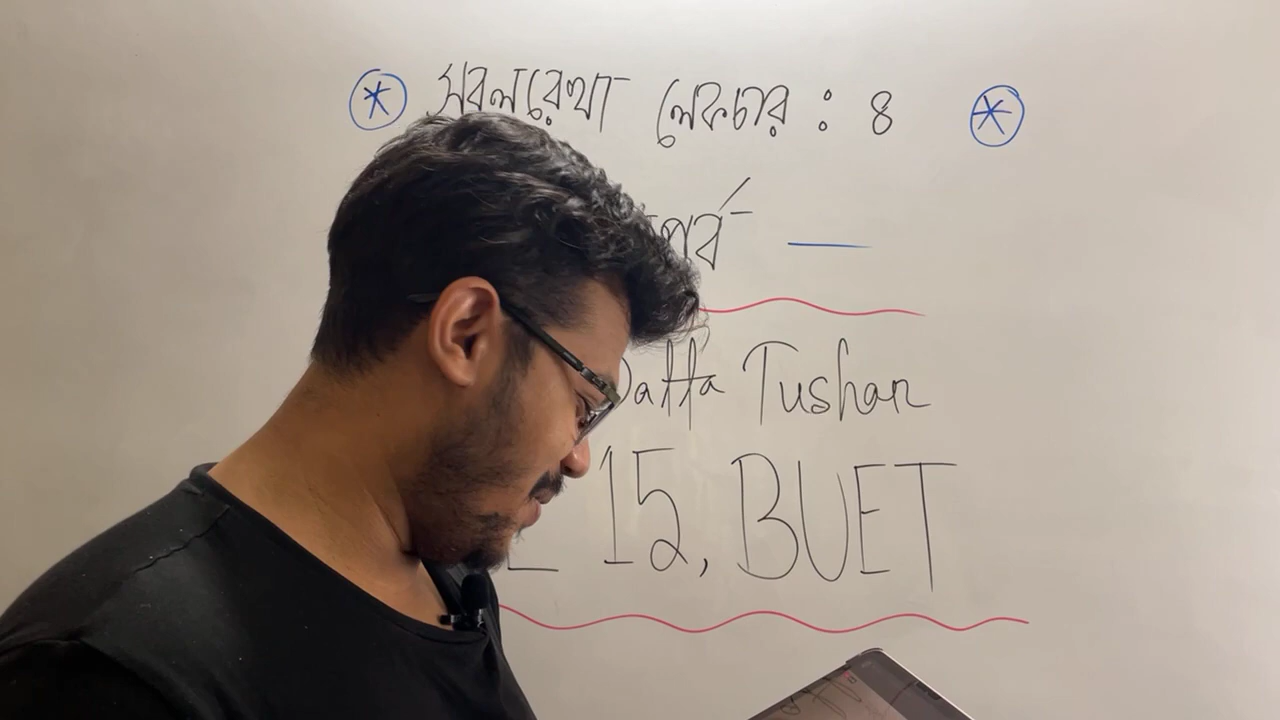 সরলরেখা লেকচার : ৪
পর্ব —
Datta Tushar
15, BUET